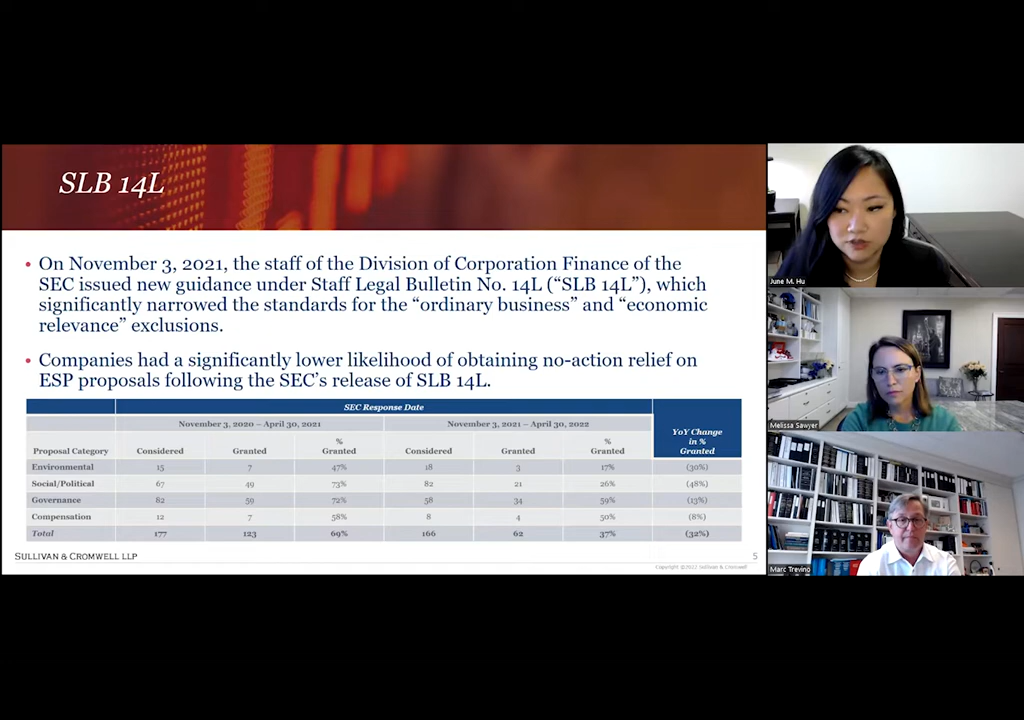 SLB 14L
• On November 3, 2021, the staff of the Division of Corporation Finance of the
SEC issued new guidance under Staff Legal Bulletin No. 14L (“SLB 14L”), which
significantly narrowed the standards for the “ordinary business” and “economic
relevance” exclusions.
• Companies had a significantly lower likelihood of obtaining no-action relief on
ESP proposals following the SEC’s release of SLB 14L.
SEC Response Date
November 3, 2020 – April 30, 2021 November 3, 2021 – April 30, 2022 YoY Change in % Granted
Proposal Category Considered Granted % Granted Considered Granted % Granted
Environmental 15 7 47% 18 3 17% (30%)
Social/Political 67 49 73% 82 21 26% (48%)
Governance 82 59 72% 58 34 59% (13%)
Compensation 12 7 58% 8 4 50% (8%)
Total 177 123 69% 166 62 37% (32%)
SULLIVAN & CROMWELL LLP
5
Copyright ©2022 Sullivan & Cromwell
June M. Hu
Melissa Sawyer
Marc Trevino